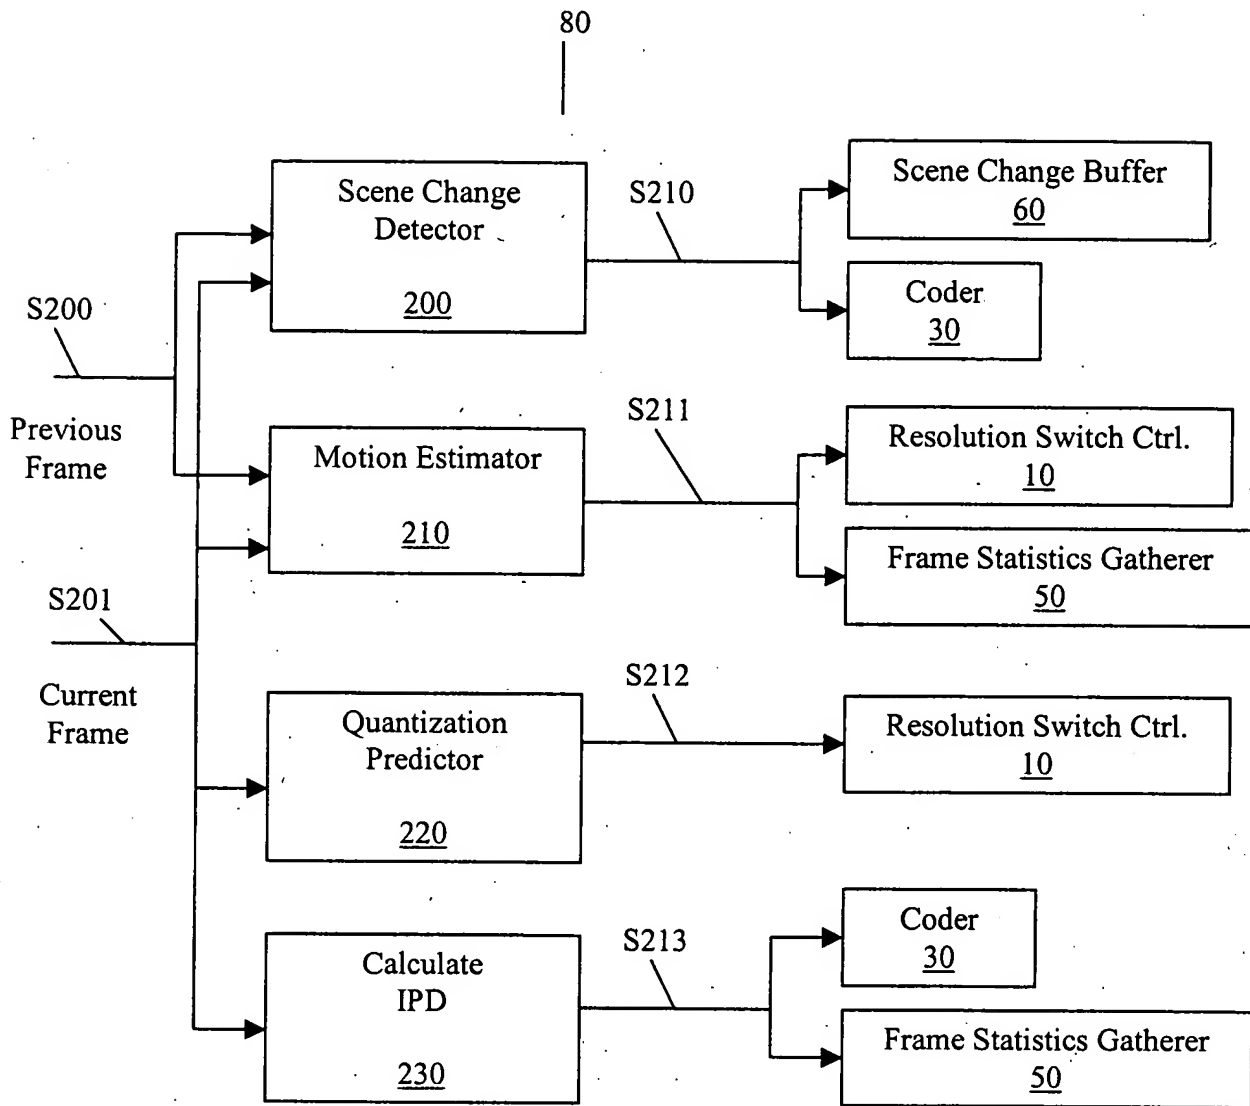 80
Scene Change
Detector
200
S210
Scene Change Buffer
60
Coder
30
S200
Previous
Frame
Motion Estimator
210
S211
Resolution Switch Ctrl.
10
Frame Statistics Gatherer
50
S201
Current
Frame
Quantization
Predictor
220
S212
Resolution Switch Ctrl.
10
Calculate
IPD
230
S213
Coder
30
Frame Statistics Gatherer
50